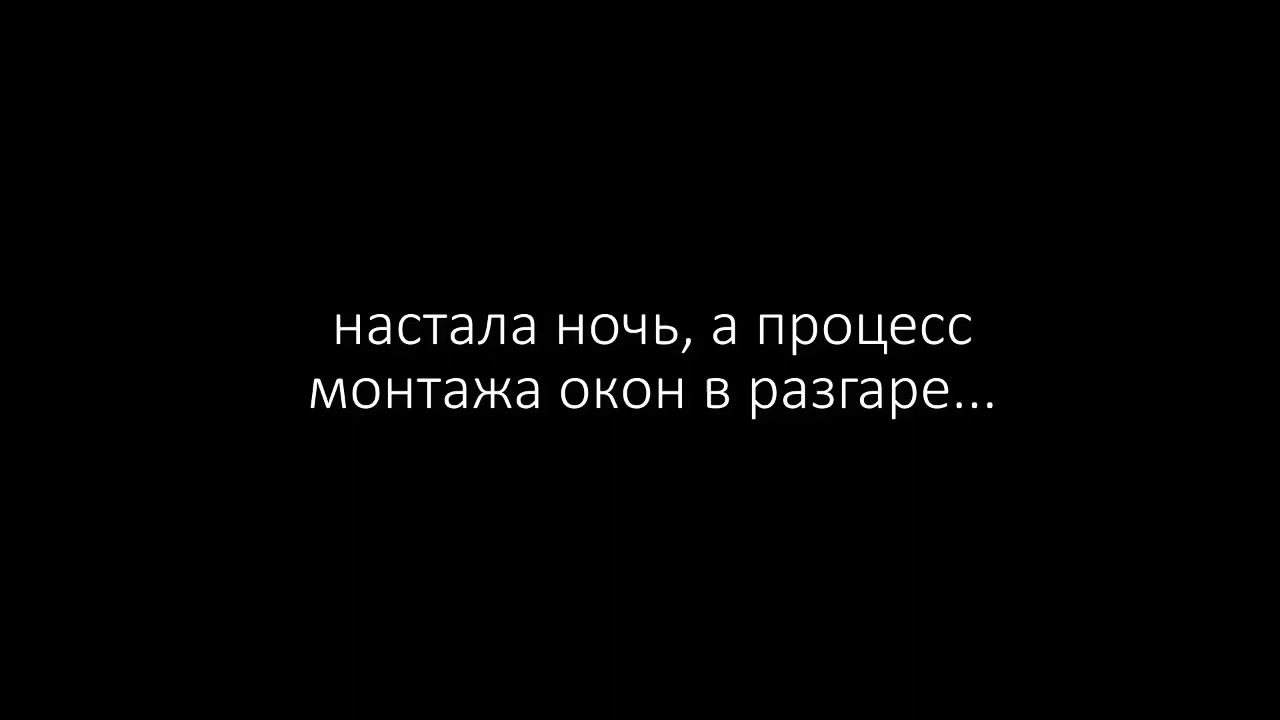 настала ночь, а процесс
монтажа окон в разгаре...